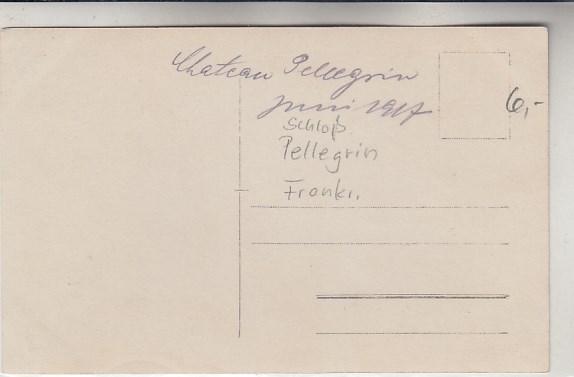 Chateau Pellegrin
Juni 1917
6,-
Schloß
Pellegrin
Frankr.